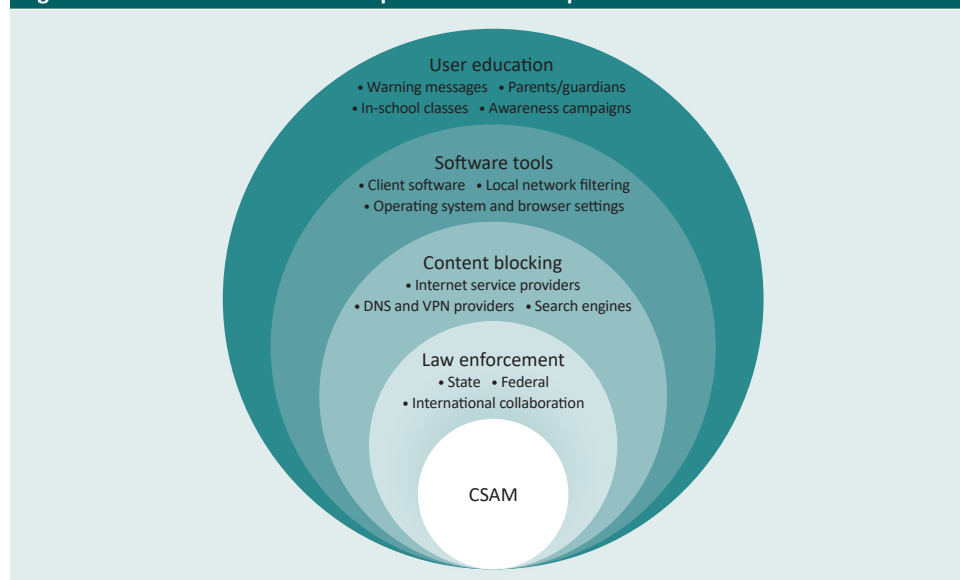 User education
• Warning messages • Parents/guardians
• In-school classes • Awareness campaigns
Software tools
• Client software • Local network filtering
• Operating system and browser settings
Content blocking
• Internet service providers
• DNS and VPN providers • Search engines
Law enforcement
• State • Federal
• International collaboration
CSAM